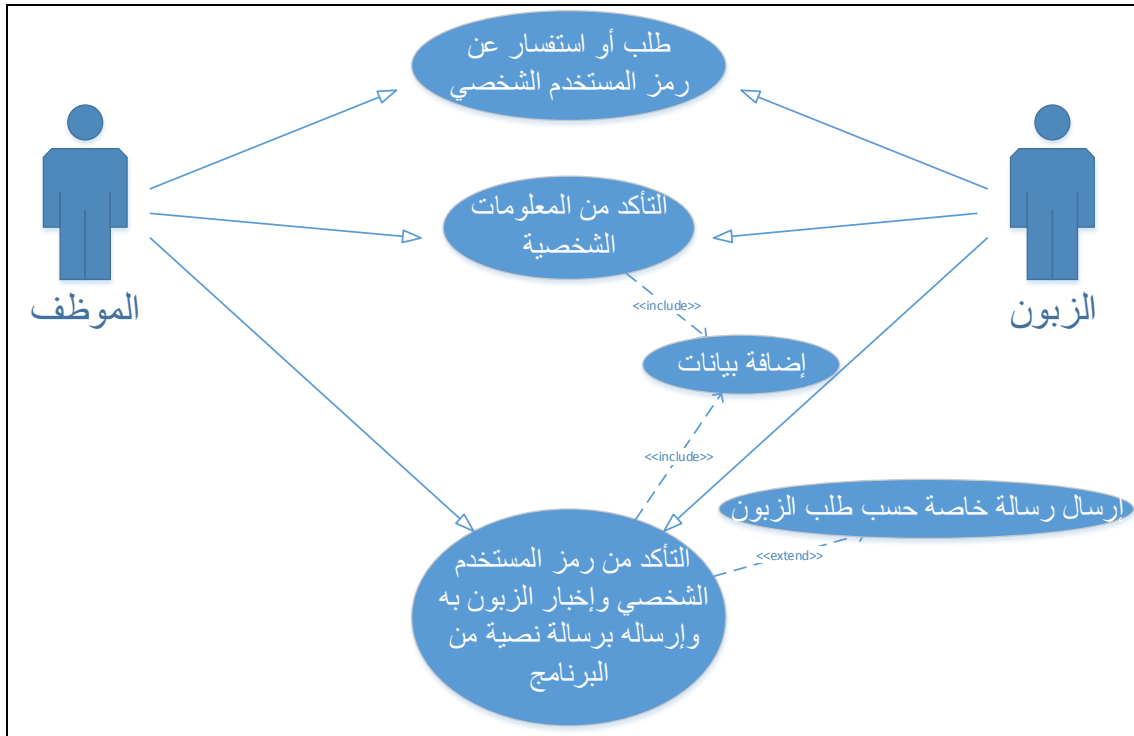 طلب أو استفسار عن
رمز المستخدم الشخصي
التأكد من المعلومات
الشخصية
الزبون
الموظف
<<include>>
إضافة بيانات
<<include>>
ارسال رسالة خاصة حسب طلب الزبون
<<extend>>
التأكد من رمز المستخدم
الشخصي وإخبار الزبون به
وإرساله برسالة نصية من
البرنامج